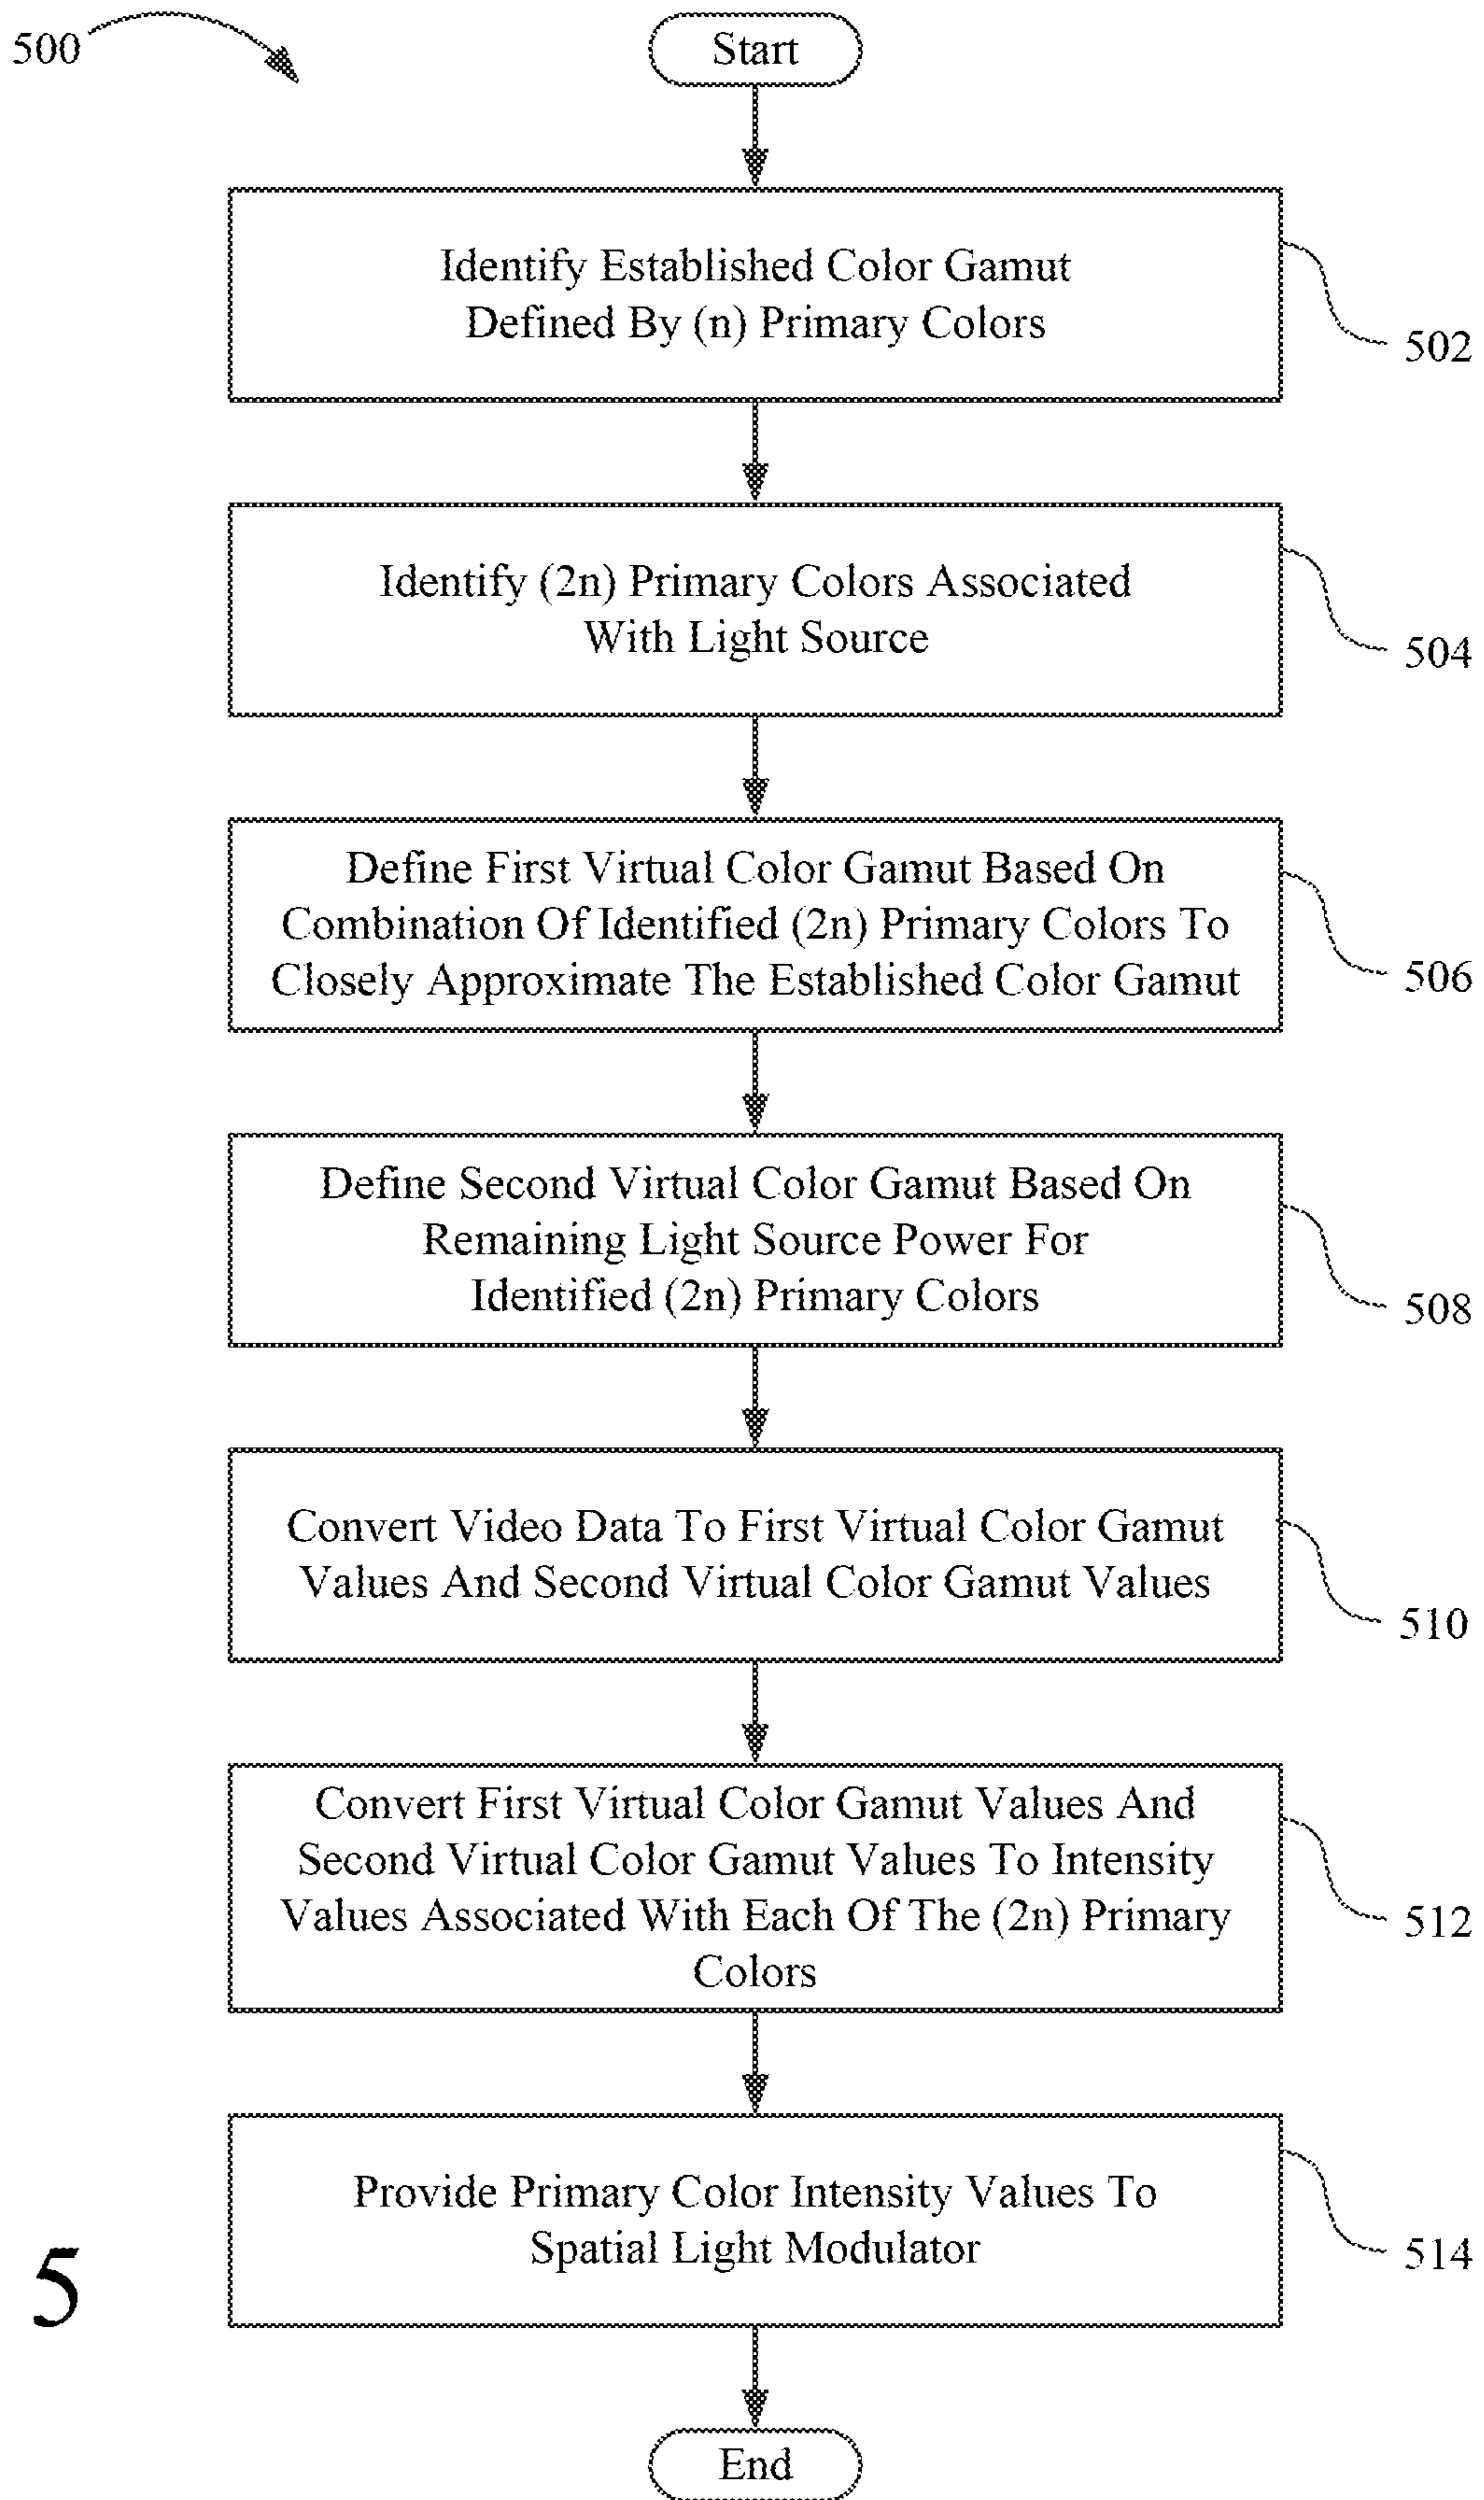 500
Start
Identify Established Color Gamut
Defined By (n) Primary Colors
502
Identify (2n) Primary Colors Associated
With Light Source
504
Define First Virtual Color Gamut Based On
Combination Of Identified (2n) Primary Colors To
Closely Approximate The Established Color Gamut
506
Define Second Virtual Color Gamut Based On
Remaining Light Source Power For
Identified (2n) Primary Colors
508
Convert Video Data To First Virtual Color Gamut
Values And Second Virtual Color Gamut Values
510
Convert First Virtual Color Gamut Values And
Second Virtual Color Gamut Values To Intensity
Values Associated With Each Of The (2n) Primary
Colors
512
Provide Primary Color Intensity Values To
Spatial Light Modulator
514
5
End